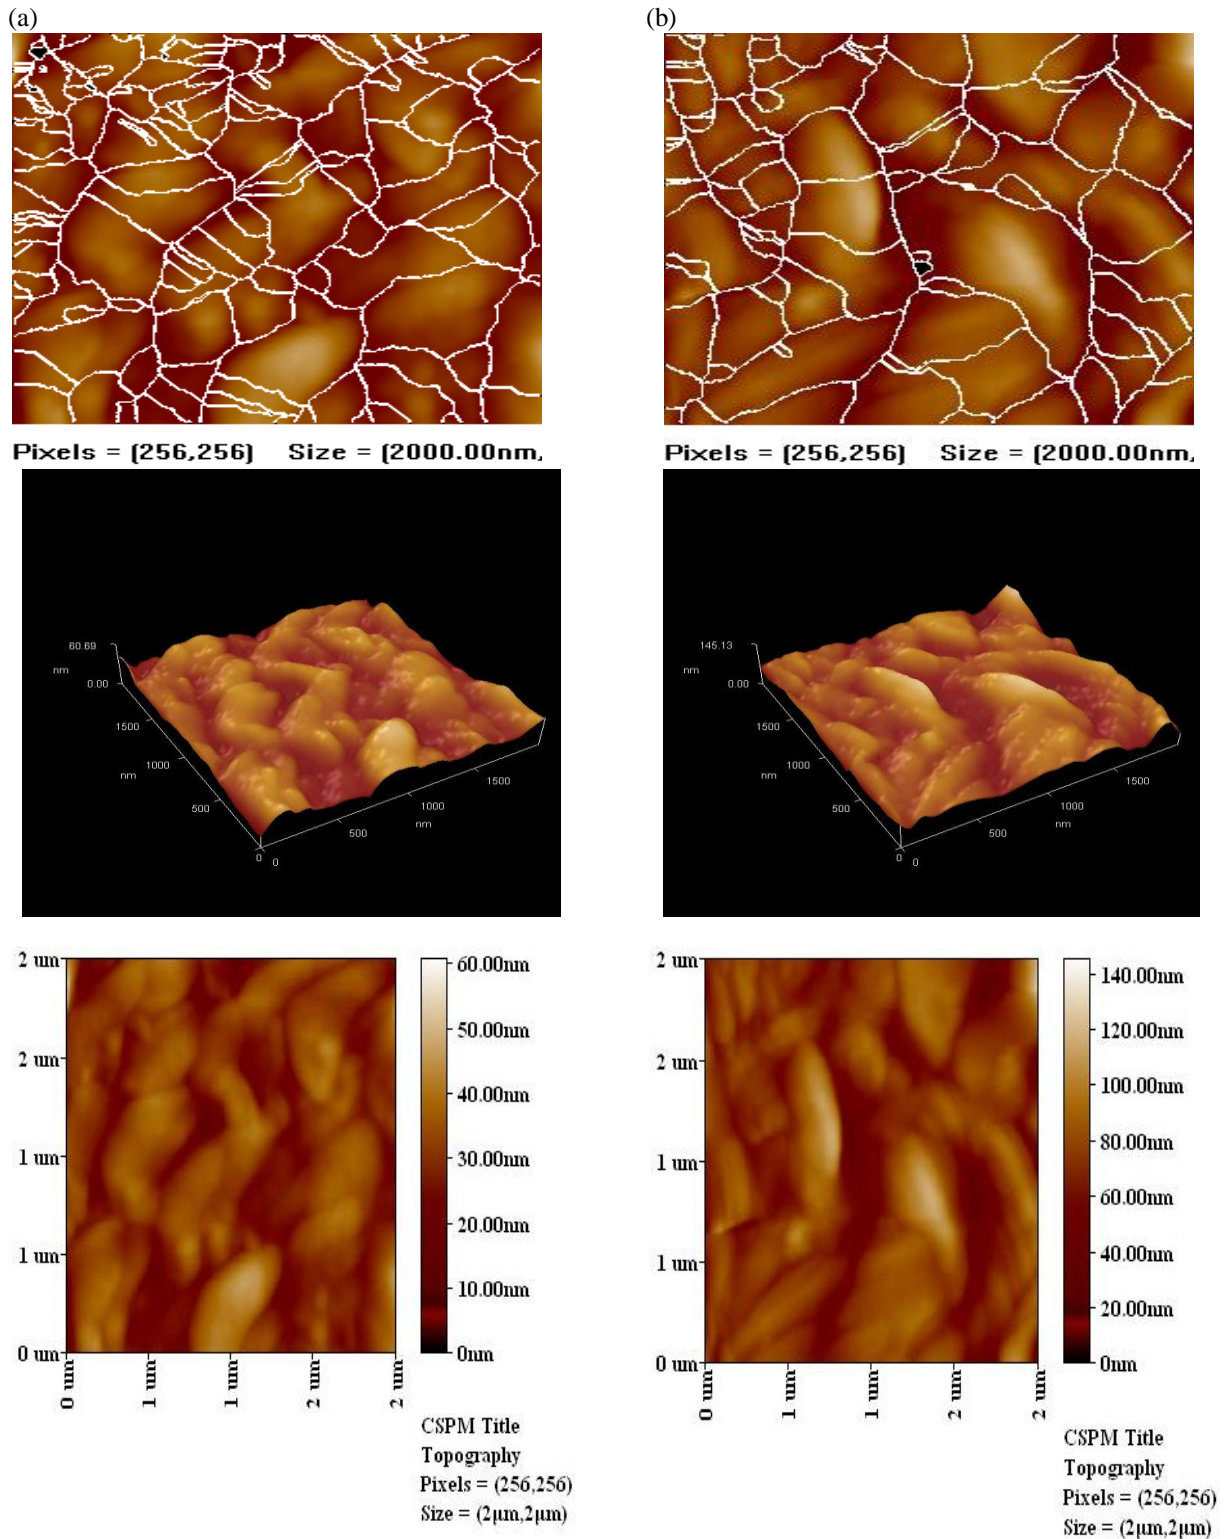 (a)
(b)
Pixels = (256,256) Size = (2000.00nm,
Pixels = (256,256) Size = (2000.00nm,
60.69
nm
0.00
1500
1000
nm
500
0
0
500
nm
1000
1500
145.13
nm
0.00
1500
1000
nm
500
0
0
500
nm
1000
1500
2 um
2 um
1 um
1 um
0 um
0 um
1 um
1 um
2 um
2 um
60.00nm
50.00nm
40.00nm
30.00nm
20.00nm
10.00nm
0nm
CSPM Title
Topography
Pixels = (256,256)
Size = (2μm,2μm)
2 um
2 um
1 um
1 um
0 um
0 um
1 um
1 um
2 um
2 um
140.00nm
120.00nm
100.00nm
80.00nm
60.00nm
40.00nm
20.00nm
0nm
CSPM Title
Topography
Pixels = (256,256)
Size = (2μm,2μm)